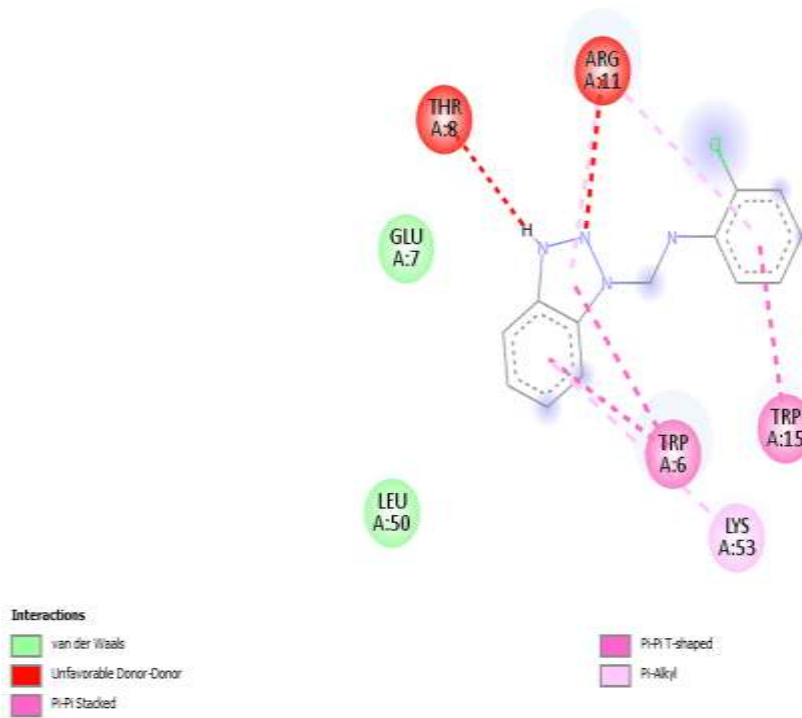 ARG
A:11
THR
A:8
Cl
H
N
N
N
N
GLU
A:7
TRP
A:15
TRP
A:6
LEU
A:50
LYS
A:53
Interactions
van der Waals
Unfavorable Donor-Donor
Pi-Pi Stacked
Pi-Pi T-shaped
Pi-Alkyl